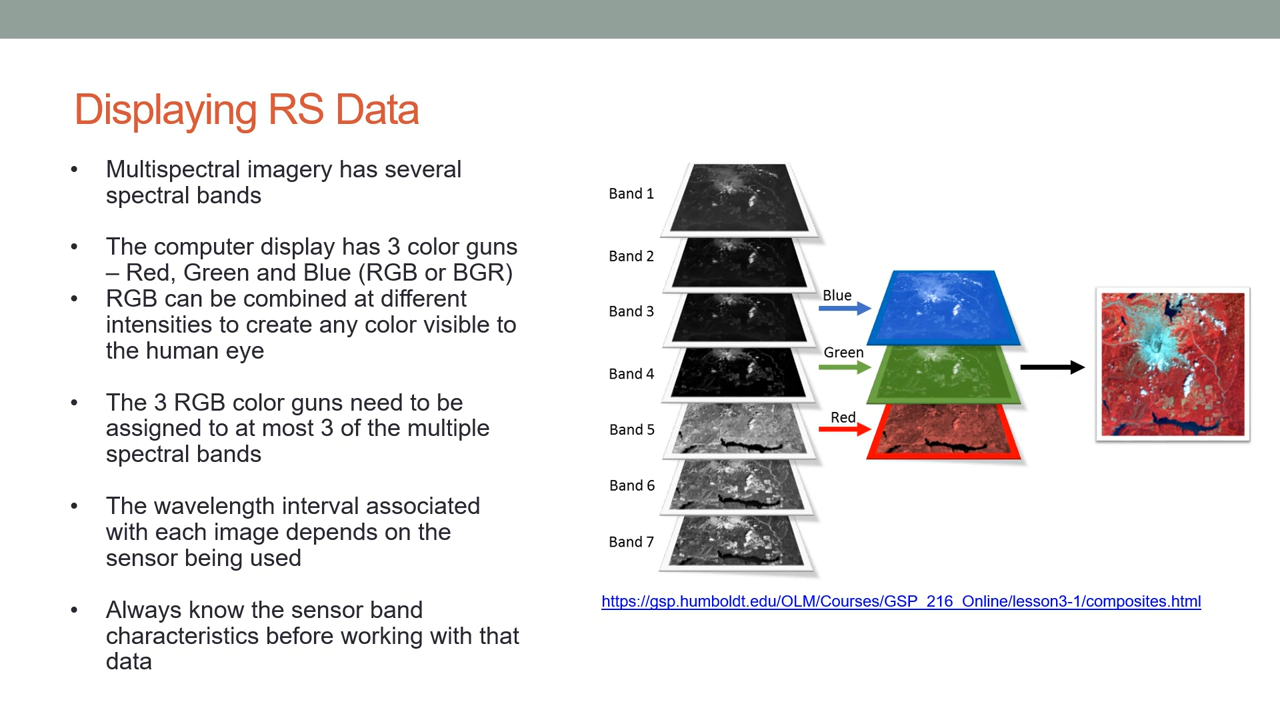 Displaying RS Data
• Multispectral imagery has several
spectral bands
• The computer display has 3 color guns
– Red, Green and Blue (RGB or BGR)
• RGB can be combined at different
intensities to create any color visible to
the human eye
• The 3 RGB color guns need to be
assigned to at most 3 of the multiple
spectral bands
• The wavelength interval associated
with each image depends on the
sensor being used
• Always know the sensor band
characteristics before working with that
data
Band 1
Band 2
Band 3
Band 4
Band 5
Band 6
Band 7
Blue
Green
Red
https://gsp.humboldt.edu/OLM/Courses/GSP_216_Online/lesson3-1/composites.html